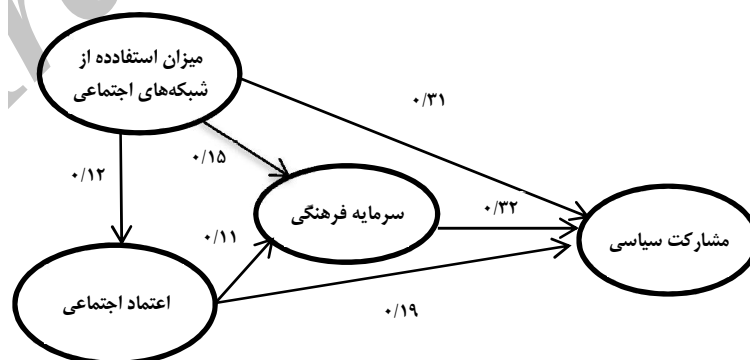 میزان استفادده از
شبکه‌های اجتماعی
۰/۳۱
۰/۱۵
۰/۱۲
سرمایه فرهنگی
۰/۳۲
مشارکت سیاسی
۰/۱۱
اعتماد اجتماعی
۰/۱۹